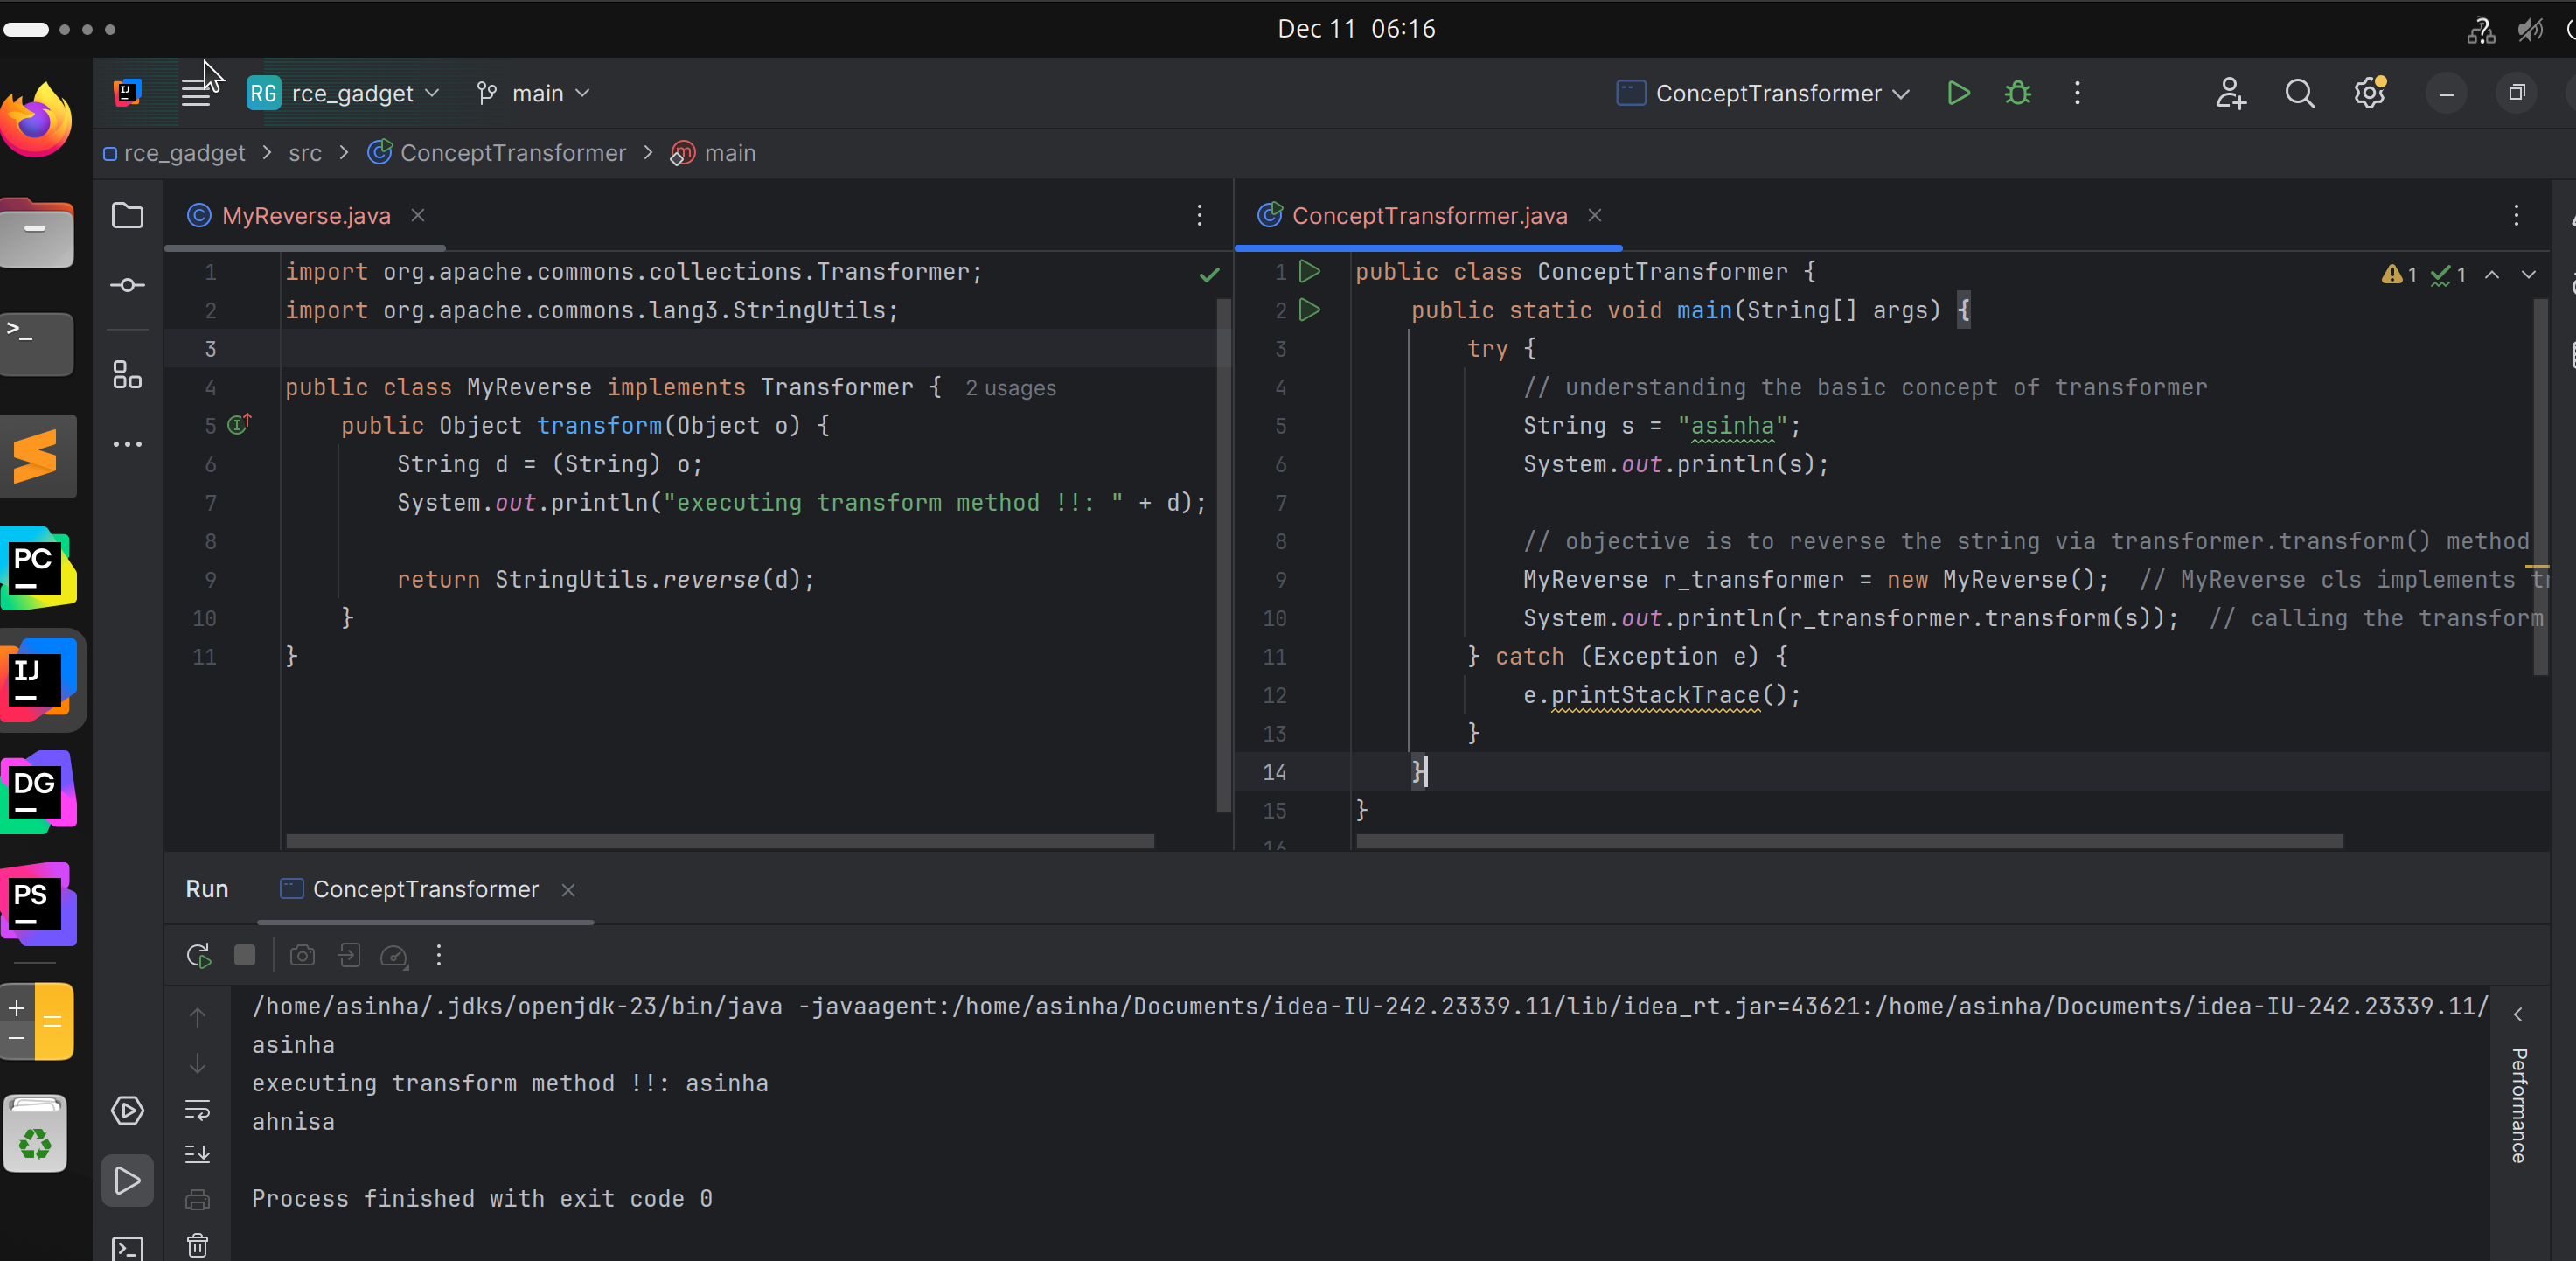 Dec 11 06:16
RG rce_gadget main ConceptTransformer
rce_gadget > src > ConceptTransformer > main
MyReverse.java
1 import org.apache.commons.collections.Transformer;
2 import org.apache.commons.lang3.StringUtils;
3
4 public class MyReverse implements Transformer { 2 usages
5 public Object transform(Object o) {
6 String d = (String) o;
7 System.out.println("executing transform method !!: " + d);
8
9 return StringUtils.reverse(d);
10 }
11 }
ConceptTransformer.java
1 public class ConceptTransformer {
2 public static void main(String[] args) {
3 try {
4 // understanding the basic concept of transformer
5 String s = "asinha";
6 System.out.println(s);
7
8 // objective is to reverse the string via transformer.transform() method
9 MyReverse r_transformer = new MyReverse(); // MyReverse cls implements
10 System.out.println(r_transformer.transform(s)); // calling the transform
11 } catch (Exception e) {
12 e.printStackTrace();
13 }
14 }
15 }
16
1 1
PC
IJ
DG
PS
Run ConceptTransformer
/home/asinha/.jdks/openjdk-23/bin/java -javaagent:/home/asinha/Documents/idea-IU-242.23339.11/lib/idea_rt.jar=43621:/home/asinha/Documents/idea-IU-242.23339.11/
asinha
executing transform method !!: asinha
ahnisa
Process finished with exit code 0
Performance